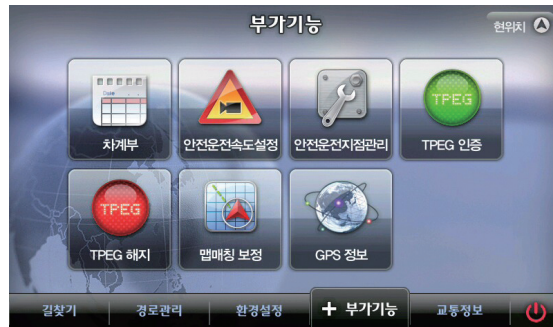 부가기능
현위치
Date
차계부
안전운전속도설정
안전운전지점관리
TPEG
TPEG 인증
TPEG
TPEG 해지
맵매칭 보정
GPS 정보
길찾기
경로관리
환경설정
+ 부가기능
교통정보